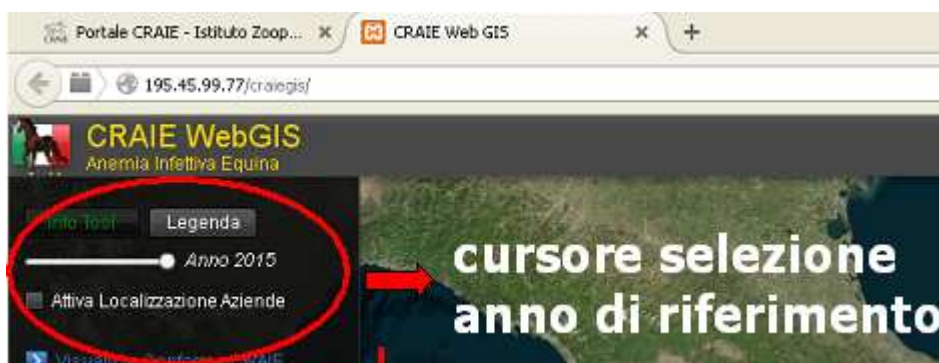 Portale CRAIE - Istituto Zoop...
CRAIE Web GIS
195.45.99.77/craiegis/
CRAIE WebGIS
Anemia Infettiva Equina
Info Tool
Legenda
Anno 2015
Attiva Localizzazione Aziende
cursore selezione
anno di riferimento